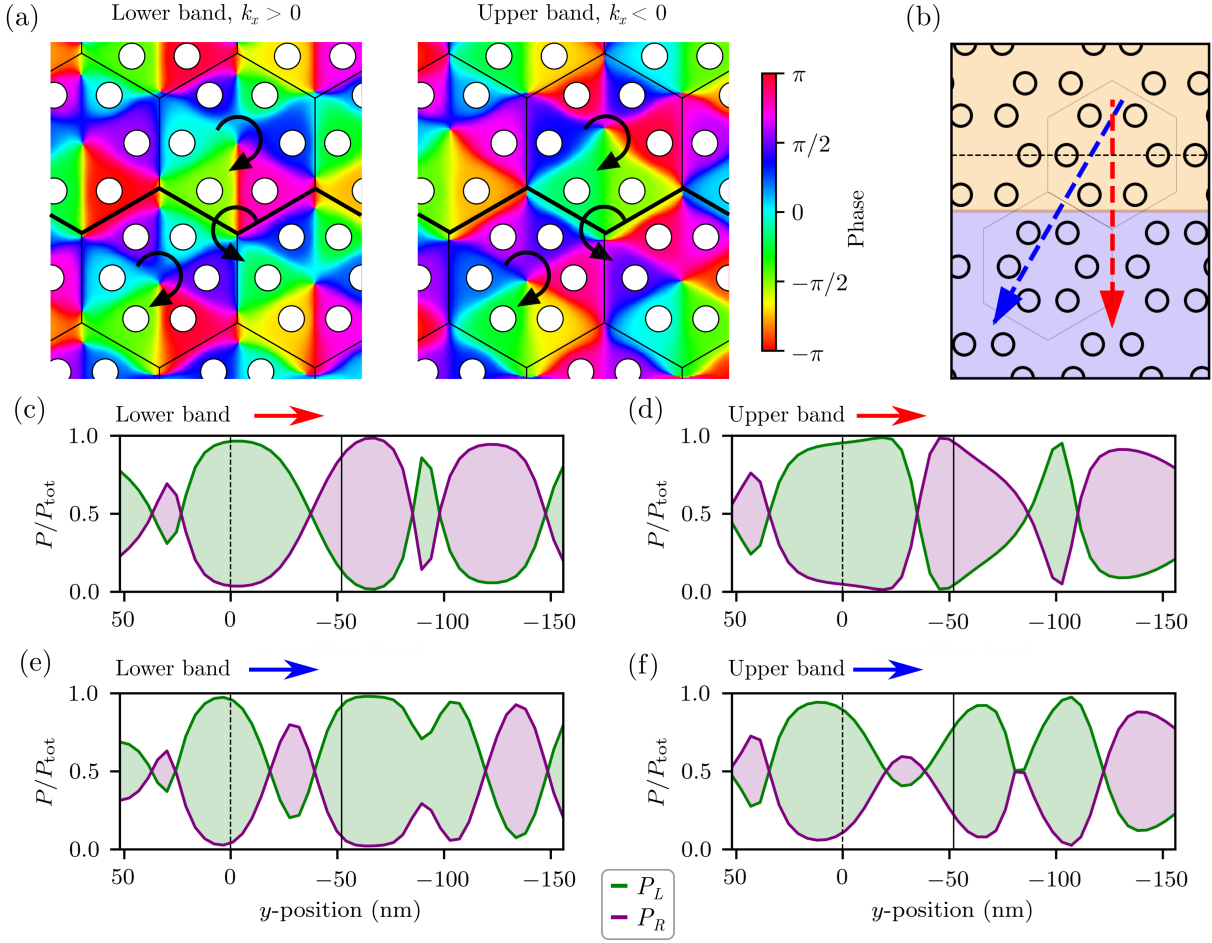 (a)
Lower band, kₓ > 0
Upper band, kₓ < 0
(b)
π
π/2
0
−π/2
−π
Phase
(c)
Lower band
(d)
Upper band
P/P_tot
1.0
0.5
0.0
50
0
−50
−100
−150
P/P_tot
1.0
0.5
0.0
50
0
−50
−100
−150
(e)
Lower band
(f)
Upper band
P/P_tot
1.0
0.5
0.0
50
0
−50
−100
−150
y-position (nm)
P/P_tot
1.0
0.5
0.0
50
0
−50
−100
−150
y-position (nm)
P_L
P_R